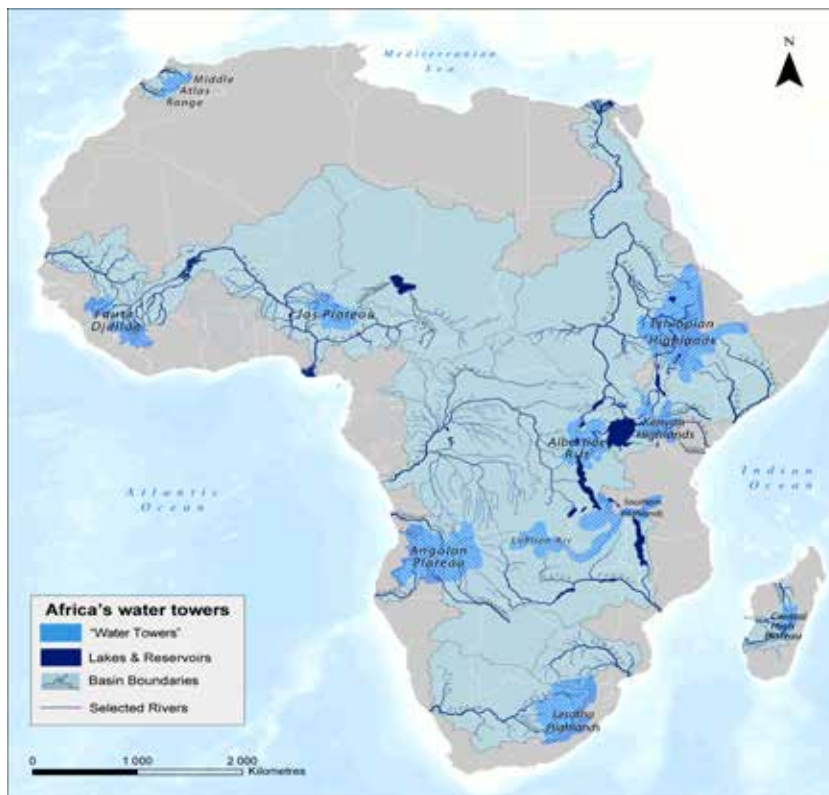 Mediterranean
Sea
N
Middle
Atlas
Range
Fouta
Djallon
Jos Plateau
Ethiopian
Highlands
Kenyan
Highlands
Albertine
Rift
Indian
Ocean
Atlantic
Ocean
Southern
Highlands
Lufilian Arc
Angolan
Plateau
Central
High
Plateau
Lesotho
Highlands
Africa's water towers
"Water Towers"
Lakes & Reservoirs
Basin Boundaries
Selected Rivers
0 1 000 2 000
Kilometres